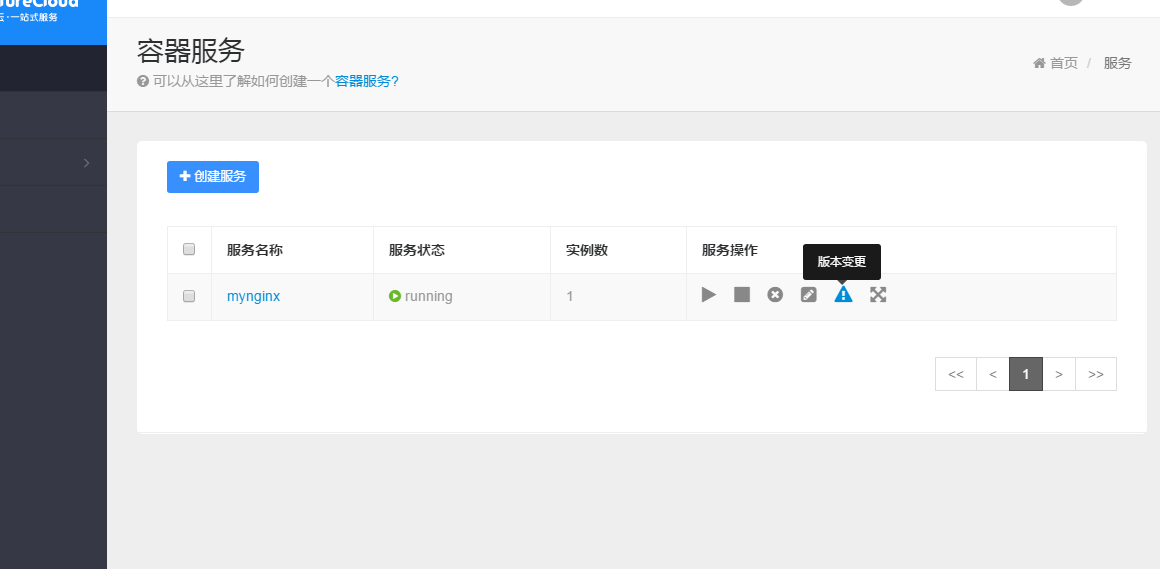 云·一站式服务
容器服务
可以从这里了解如何创建一个容器服务?
首页 / 服务
创建服务
服务名称 服务状态 实例数 服务操作
版本变更
mynginx running 1
<< < 1 > >>